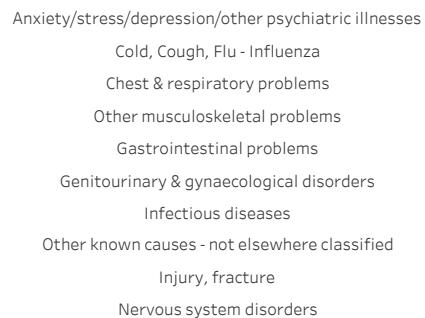 Anxiety/stress/depression/other psychiatric illnesses
Cold, Cough, Flu - Influenza
Chest & respiratory problems
Other musculoskeletal problems
Gastrointestinal problems
Genitourinary & gynaecological disorders
Infectious diseases
Other known causes - not elsewhere classified
Injury, fracture
Nervous system disorders